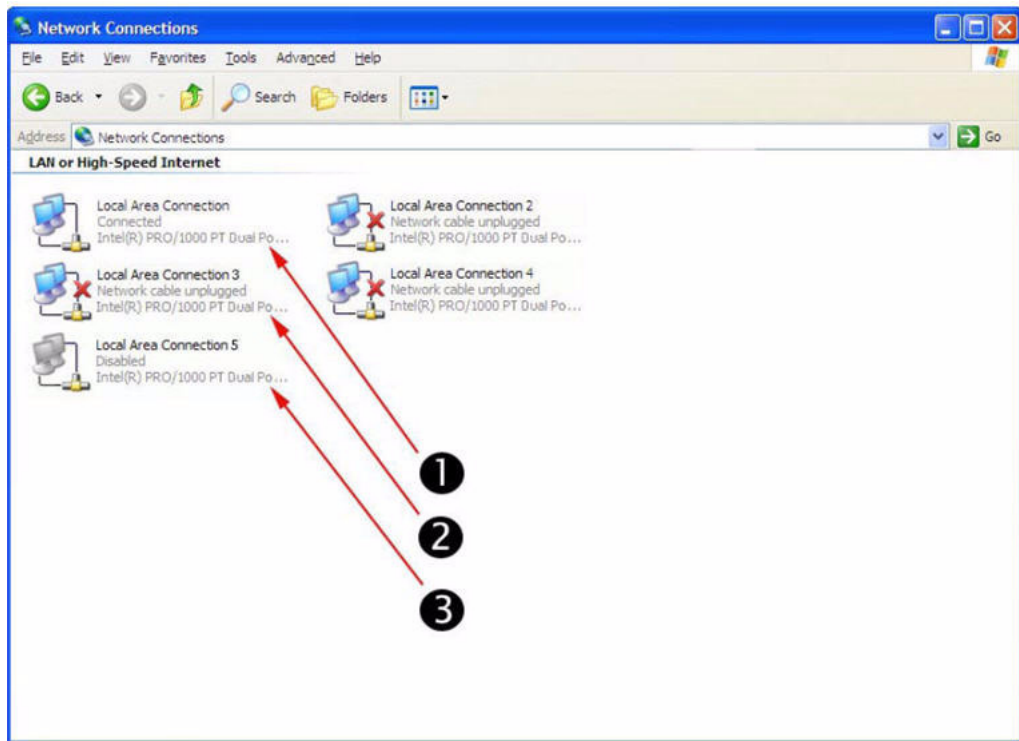 Network Connections
File Edit View Favorites Tools Advanced Help
Back Search Folders
Address Network Connections Go
LAN or High-Speed Internet
Local Area Connection
Connected
Intel(R) PRO/1000 PT Dual Po...
Local Area Connection 2
Network cable unplugged
Intel(R) PRO/1000 PT Dual Po...
Local Area Connection 3
Network cable unplugged
Intel(R) PRO/1000 PT Dual Po...
Local Area Connection 4
Network cable unplugged
Intel(R) PRO/1000 PT Dual Po...
Local Area Connection 5
Disabled
Intel(R) PRO/1000 PT Dual Po...
1
2
3